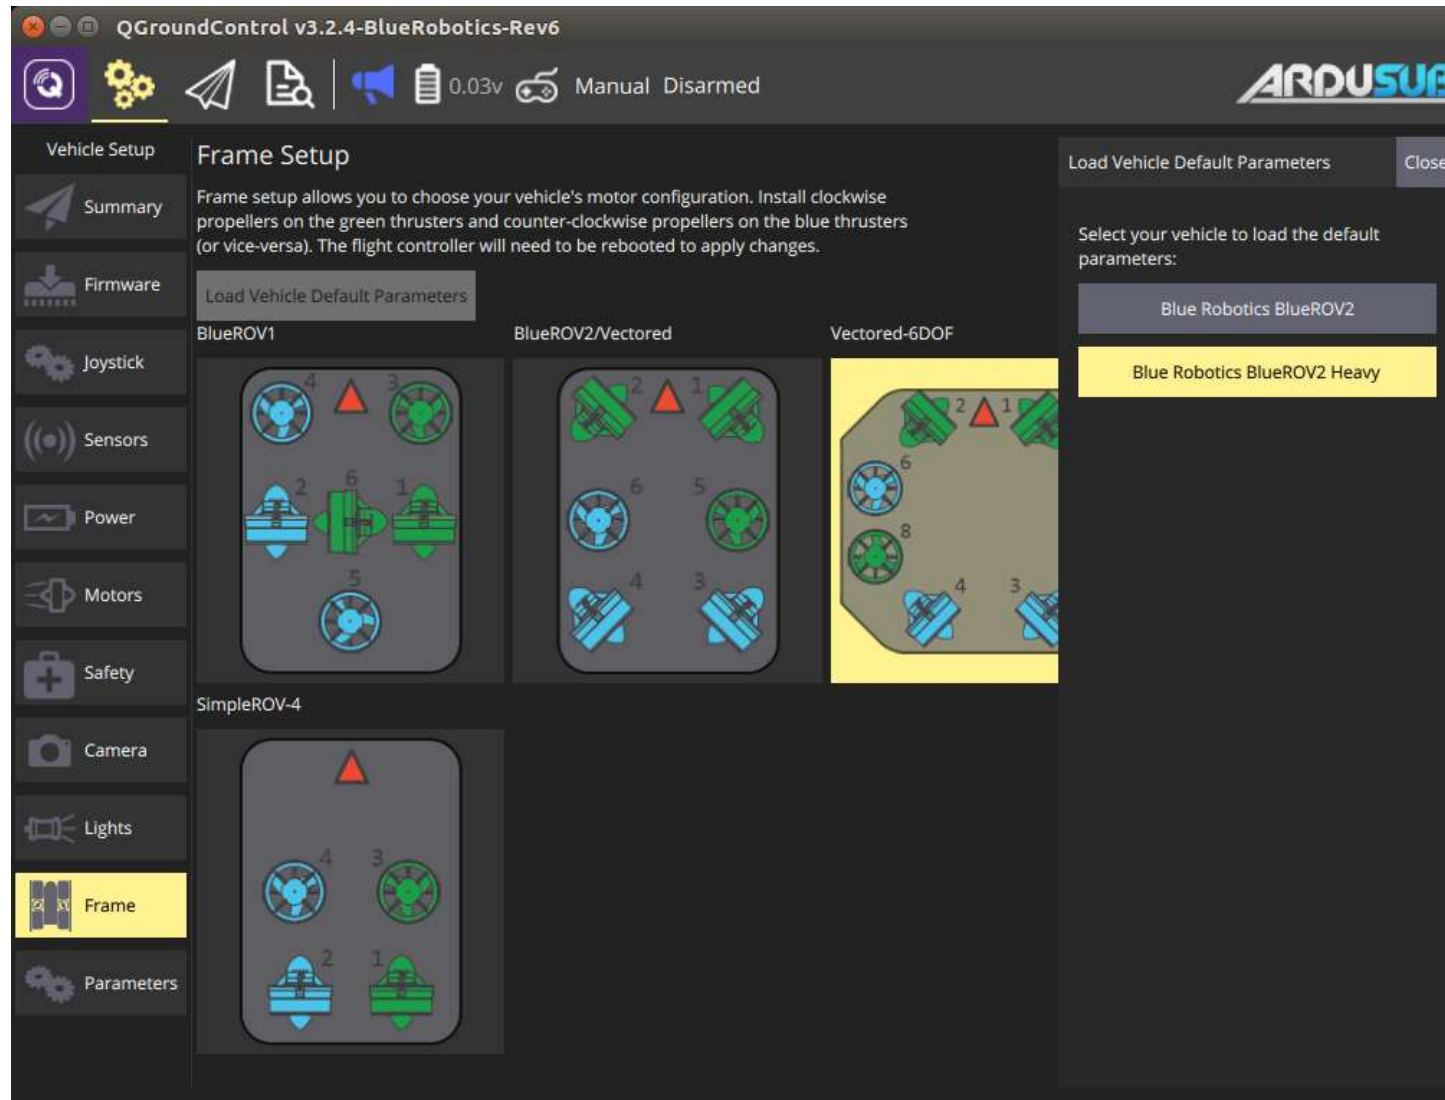 QGroundControl v3.2.4-BlueRobotics-Rev6
0.03v
Manual
Disarmed
Vehicle Setup
Summary
Firmware
Joystick
Sensors
Power
Motors
Safety
Camera
Lights
Frame
Parameters
Frame Setup
Frame setup allows you to choose your vehicle's motor configuration. Install clockwise
propellers on the green thrusters and counter-clockwise propellers on the blue thrusters
(or vice-versa). The flight controller will need to be rebooted to apply changes.
Load Vehicle Default Parameters
BlueROV1
4 3
2 6 1
5
BlueROV2/Vectored
2 1
6 5
4 3
Vectored-6DOF
2 1
6
8
4 3
SimpleROV-4
4 3
2 1
ARDUSUB
Load Vehicle Default Parameters
Close
Select your vehicle to load the default
parameters:
Blue Robotics BlueROV2
Blue Robotics BlueROV2 Heavy